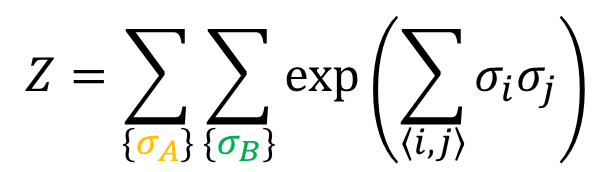 Z = ∑_{σ_A} ∑_{σ_B} exp(∑_⟨i,j⟩ σ_i σ_j)